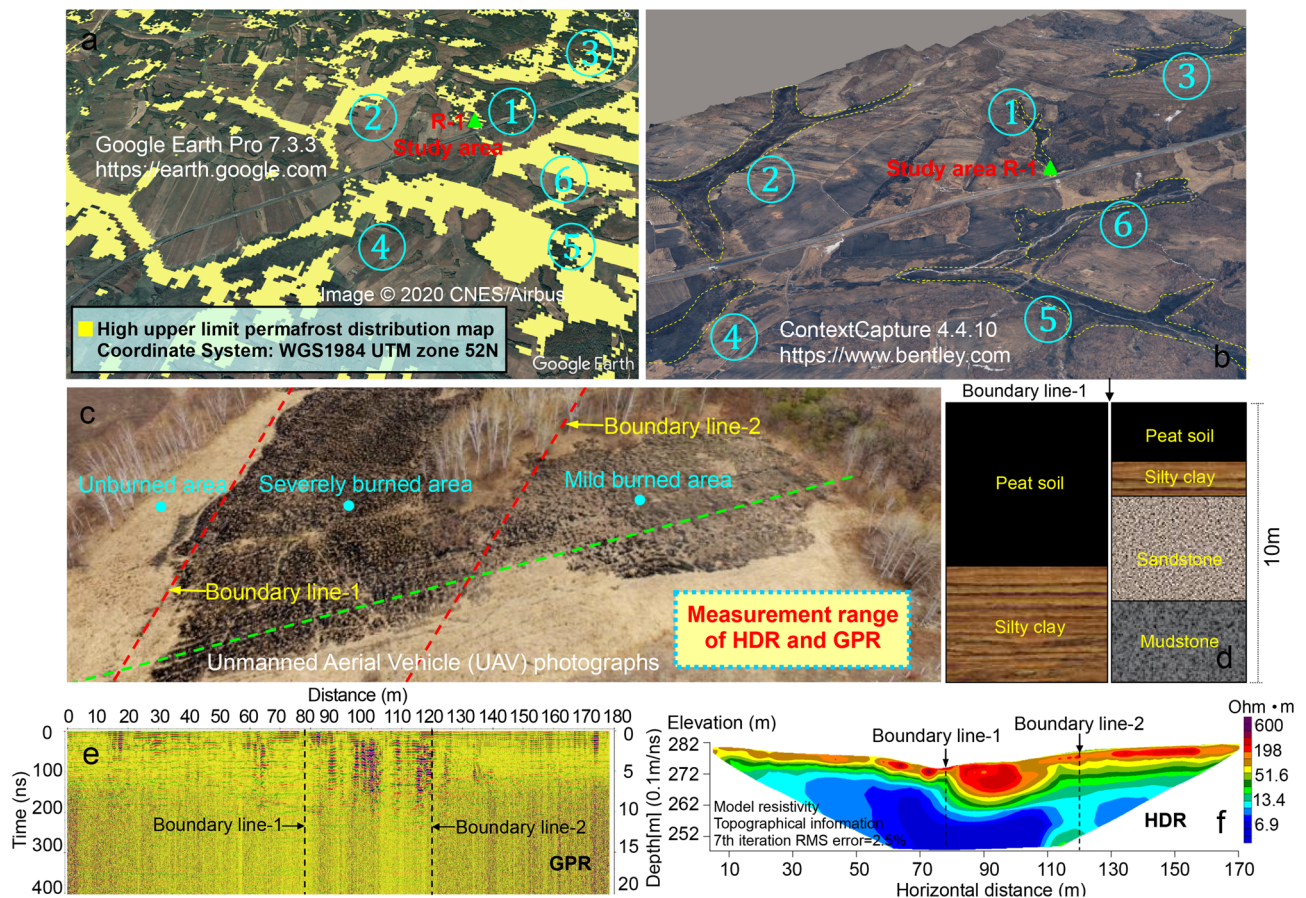 a
3
2
1
R-1
Study area
Google Earth Pro 7.3.3
https://earth.google.com
6
4
5
Image © 2020 CNES/Airbus
High upper limit permafrost distribution map
Coordinate System: WGS1984 UTM zone 52N
Google Earth
3
1
2
Study area R-1
6
4
5
ContextCapture 4.4.10
https://www.bentley.com
b
c
Boundary line-2
Unburned area
Severely burned area
Mild burned area
Boundary line-1
Measurement range
of HDR and GPR
Unmanned Aerial Vehicle (UAV) photographs
Boundary line-1
Peat soil
Silty clay
Peat soil
Silty clay
Sandstone
Mudstone
d
10m
Distance (m)
0 10 20 30 40 50 60 70 80 90 100 110 120 130 140 150 160 170 180
Time (ns)
0
100
200
300
400
e
Boundary line-1
Boundary line-2
GPR
0
5
10
15
20
Depth[m] (0.1m/ns)
Elevation (m)
282
272
262
252
Boundary line-1
Boundary line-2
Model resistivity
Topographical information
7th iteration RMS error=2.5%
HDR
f
10 30 50 70 90 110 130 150 170
Horizontal distance (m)
Ohm •m
600
198
51.6
13.4
6.9